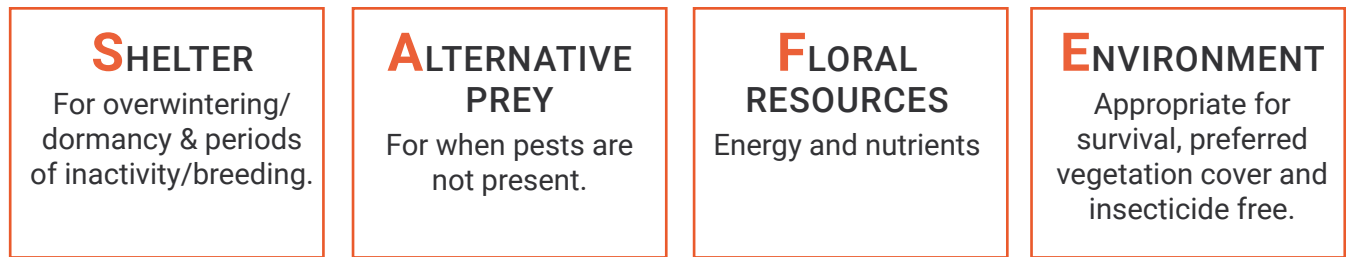 SHELTER
For overwintering/
dormancy & periods
of inactivity/breeding.
ALTERNATIVE
PREY
For when pests are
not present.
FLORAL
RESOURCES
Energy and nutrients
ENVIRONMENT
Appropriate for
survival, preferred
vegetation cover and
insecticide free.